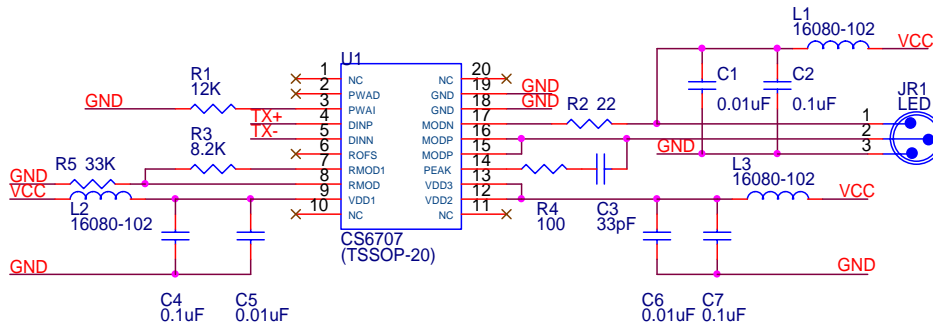 L1
16080-102
VCC
U1
1
NC
NC
20
R1
12K
2
PWAD
GND
19
GND
C1
0.01uF
C2
0.1uF
JR1
LED
GND
3
PWAI
GND
18
GND
R2 22
TX+
4
DINP
MODN
17
1
TX-
5
DINN
MODP
16
2
R3
8.2K
6
ROFS
MODP
15
GND
3
R5 33K
7
RMOD1
PEAK
14
L3
16080-102
GND
8
RMOD
VDD3
13
VCC
9
VDD1
VDD2
12
VCC
L2
16080-102
10
NC
NC
11
R4
100
C3
33pF
CS6707
(TSSOP-20)
GND
GND
C4
0.1uF
C5
0.01uF
C6
0.01uF
C7
0.1uF